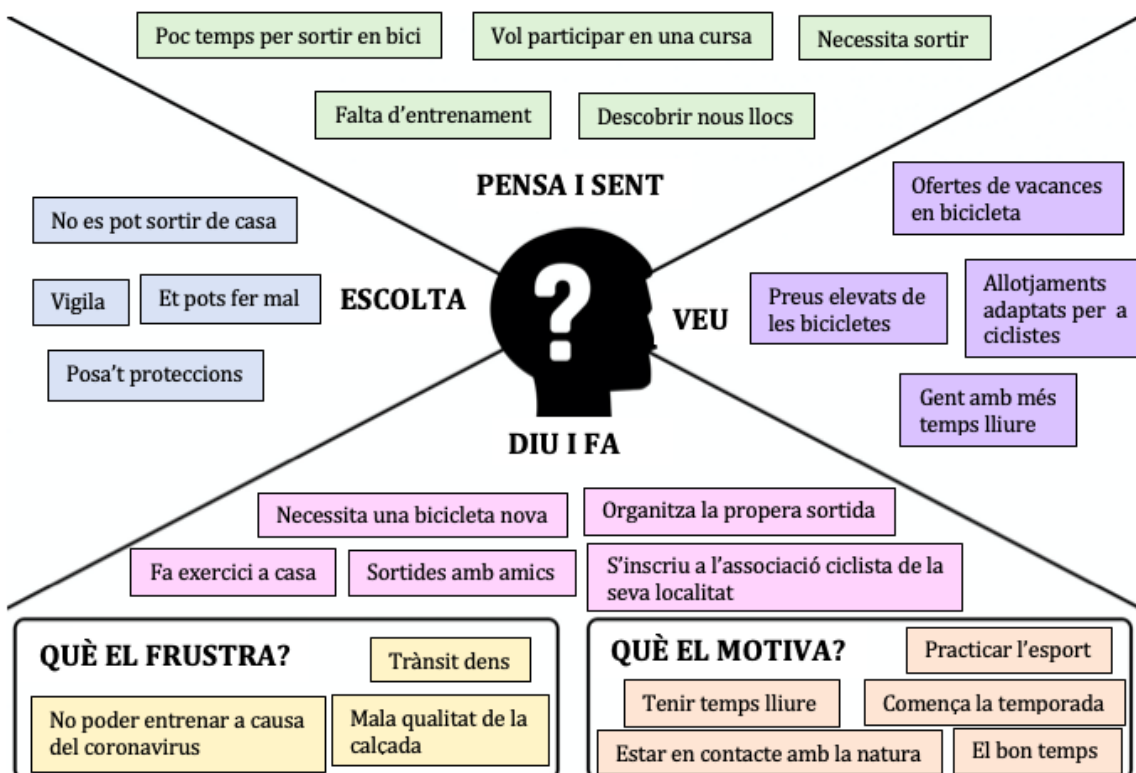 Poc temps per sortir en bici
Vol participar en una cursa
Necessita sortir
Falta d'entrenament
Descobrir nous llocs
PENSA I SENT
No es pot sortir de casa
Vigila
Et pots fer mal
Posa't proteccions
ESCOLTA
?
VEU
Ofertes de vacances
en bicicleta
Preus elevats de
les bicicletes
Allotjaments
adaptats per a
ciclistes
Gent amb més
temps lliure
DIU I FA
Necessita una bicicleta nova
Organitza la propera sortida
Fa exercici a casa
Sortides amb amics
S'inscriu a l'associació ciclista de la
seva localitat
QUÈ EL FRUSTRA?
Trànsit dens
No poder entrenar a causa
del coronavirus
Mala qualitat de la
calçada
QUÈ EL MOTIVA?
Practicar l'esport
Tenir temps lliure
Comença la temporada
Estar en contacte amb la natura
El bon temps